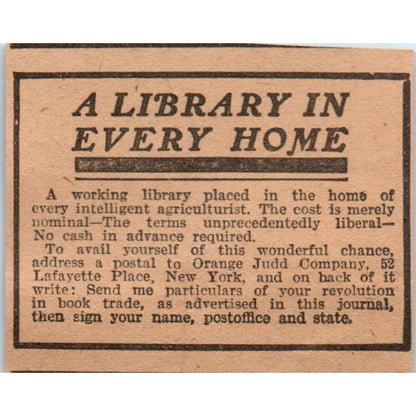 A LIBRARY IN
EVERY HOME
A working library placed in the home of
every intelligent agriculturist. The cost is merely
nominal—The terms unprecedentedly liberal—
No cash in advance required.
To avail yourself of this wonderful chance,
address a postal to Orange Judd Company, 52
Lafayette Place, New York, and on back of it
write: Send me particulars of your revolution
in book trade, as advertised in this journal,
then sign your name, postoffice and state.